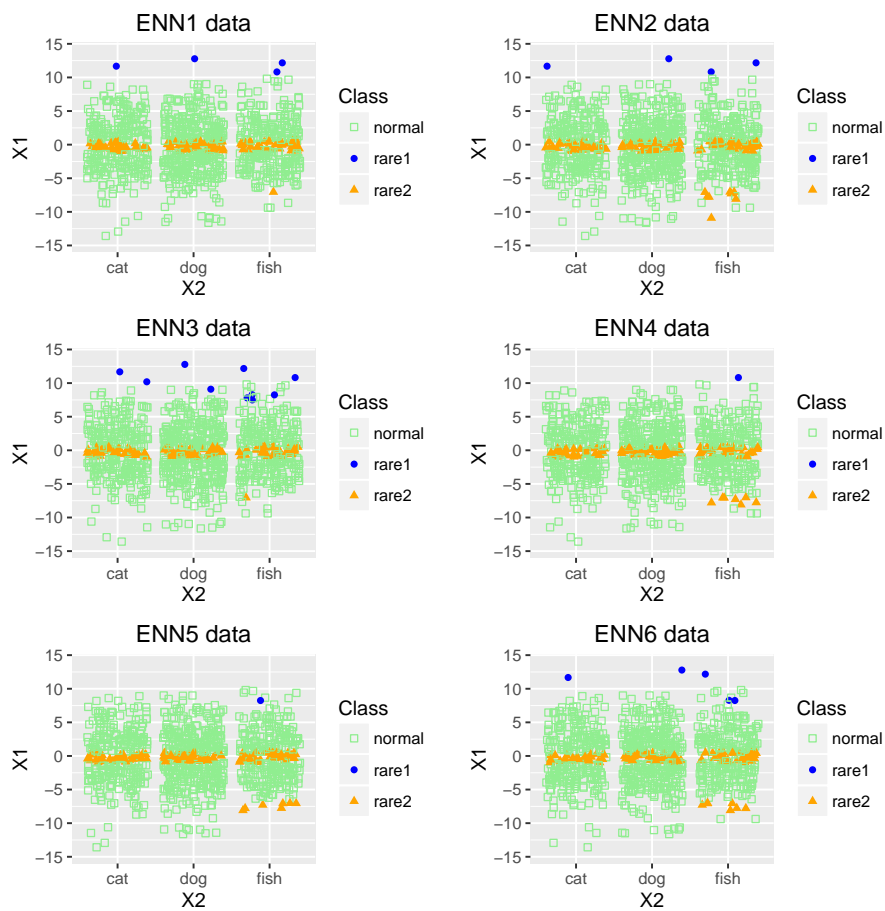 ENN1 data
15
10
5
0
−5
−10
−15
X1
cat
dog
fish
X2
Class
normal
rare1
rare2
ENN2 data
15
10
5
0
−5
−10
−15
X1
cat
dog
fish
X2
Class
normal
rare1
rare2
ENN3 data
15
10
5
0
−5
−10
−15
X1
cat
dog
fish
X2
Class
normal
rare1
rare2
ENN4 data
15
10
5
0
−5
−10
−15
X1
cat
dog
fish
X2
Class
normal
rare1
rare2
ENN5 data
15
10
5
0
−5
−10
−15
X1
cat
dog
fish
X2
Class
normal
rare1
rare2
ENN6 data
15
10
5
0
−5
−10
−15
X1
cat
dog
fish
X2
Class
normal
rare1
rare2